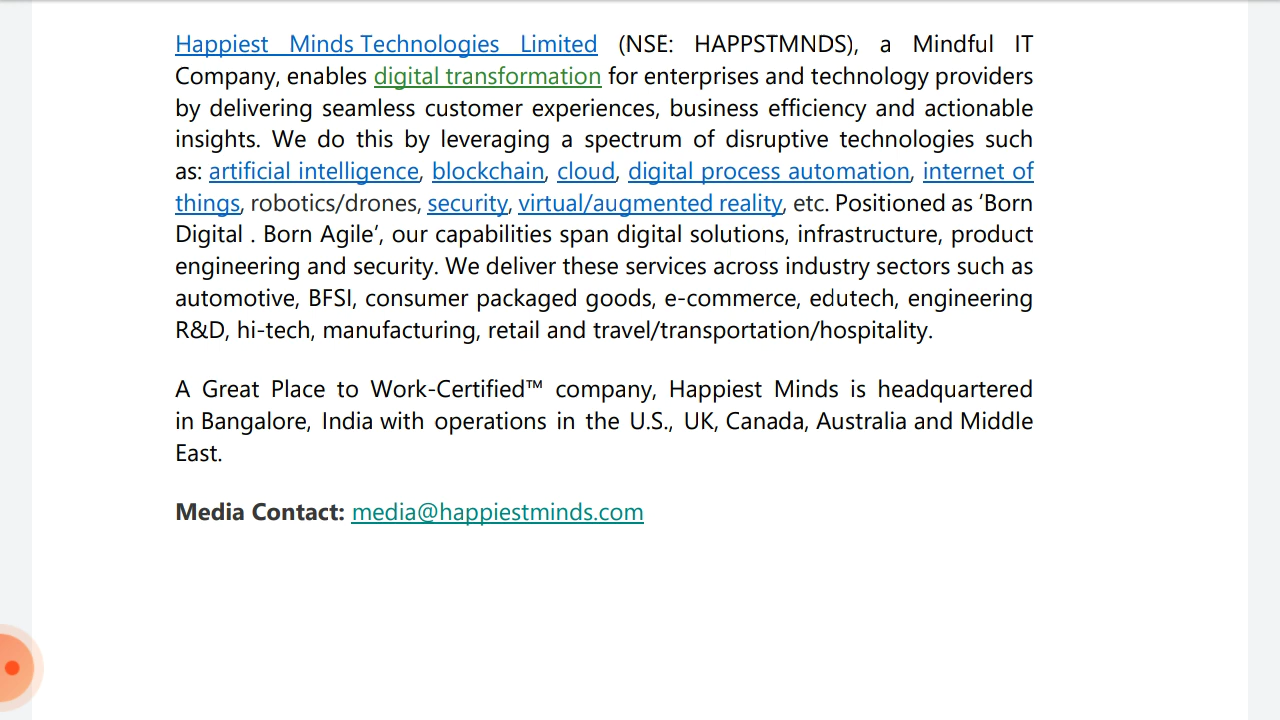 Happiest Minds Technologies Limited (NSE: HAPPSTMNDS), a Mindful IT
Company, enables digital transformation for enterprises and technology providers
by delivering seamless customer experiences, business efficiency and actionable
insights. We do this by leveraging a spectrum of disruptive technologies such
as: artificial intelligence, blockchain, cloud, digital process automation, internet of
things, robotics/drones, security, virtual/augmented reality, etc. Positioned as ‘Born
Digital . Born Agile’, our capabilities span digital solutions, infrastructure, product
engineering and security. We deliver these services across industry sectors such as
automotive, BFSI, consumer packaged goods, e-commerce, edutech, engineering
R&D, hi-tech, manufacturing, retail and travel/transportation/hospitality.
A Great Place to Work-Certified™ company, Happiest Minds is headquartered
in Bangalore, India with operations in the U.S., UK, Canada, Australia and Middle
East.
Media Contact: media@happiestminds.com